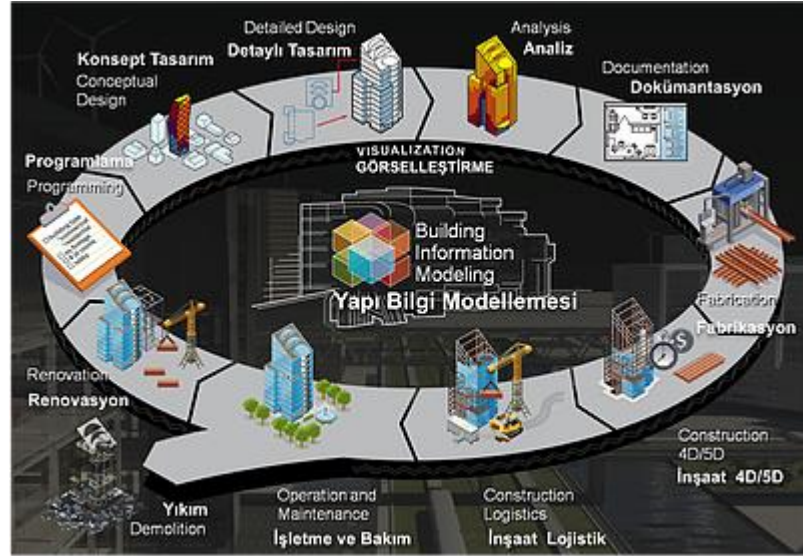 Detailed Design
Detaylı Tasarım
Analysis
Analiz
Konsept Tasarım
Conceptual
Design
Documentation
Dokümantasyon
VISUALIZATION
GÖRSELLEŞTİRME
Programlama
Programming
Building
Information
Modeling
Yapı Bilgi Modellemesi
Fabrication
Fabrikasyon
Renovation
Renovasyon
Construction
4D/5D
İnşaat 4D/5D
Yıkım
Demolition
Operation and
Maintenance
İşletme ve Bakım
Construction
Logistics
İnşaat Lojistik